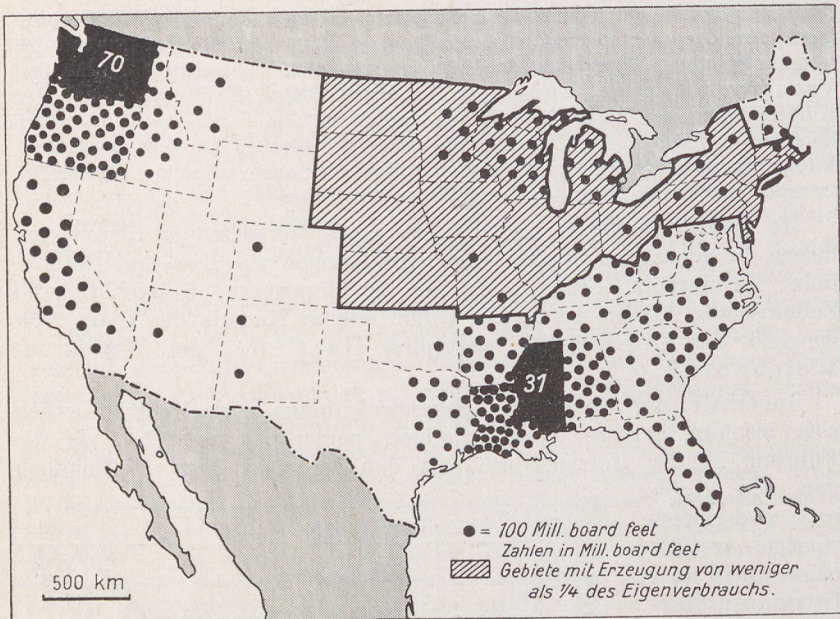 70
31
● = 100 Mill. board feet
Zahlen in Mill. board feet
Gebiete mit Erzeugung von weniger
als 1/4 des Eigenverbrauchs.
500 km